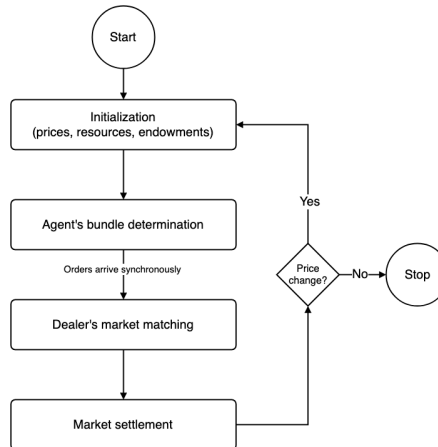 Start
Initialization
(prices, resources, endowments)
Agent's bundle determination
Orders arrive synchronously
Dealer's market matching
Market settlement
Yes
Price
change?
No
Stop